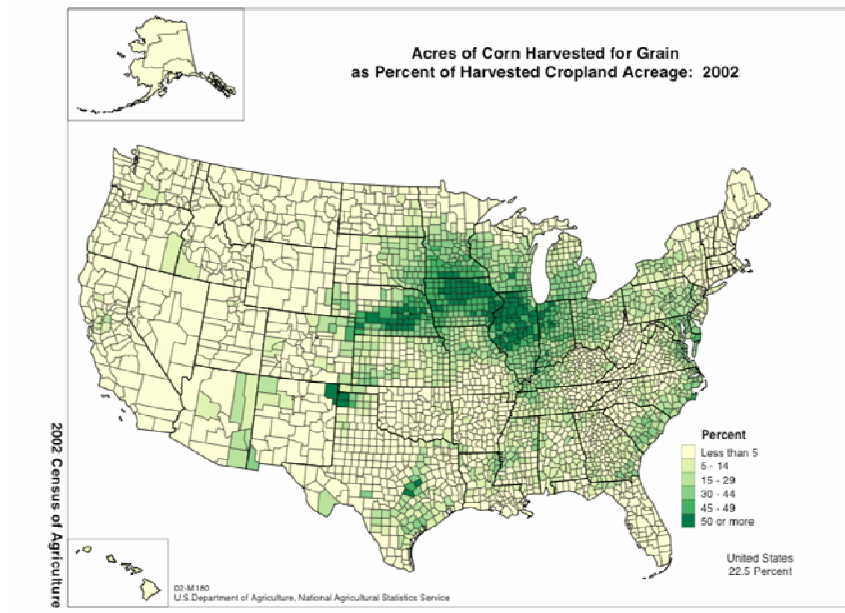 Acres of Corn Harvested for Grain
as Percent of Harvested Cropland Acreage: 2002
2002 Census of Agriculture
Percent
Less than 5
5 - 14
15 - 29
30 - 44
45 - 49
50 or more
United States
22.5 Percent
02-M180
U.S.Department of Agriculture, National Agricultural Statistics Service